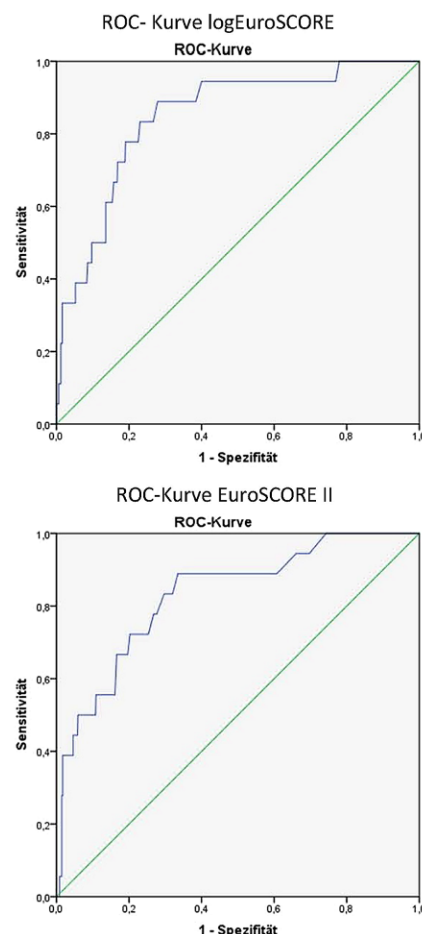 ROC- Kurve logEuroSCORE
ROC-Kurve
1,0
0,8
0,6
0,4
0,2
0,0
Sensitivität
0,0 0,2 0,4 0,6 0,8 1,0
1 - Spezifität
ROC-Kurve EuroSCORE II
ROC-Kurve
1,0
0,8
0,6
0,4
0,2
0,0
Sensitivität
0,0 0,2 0,4 0,6 0,8 1,0
1 - Spezifität